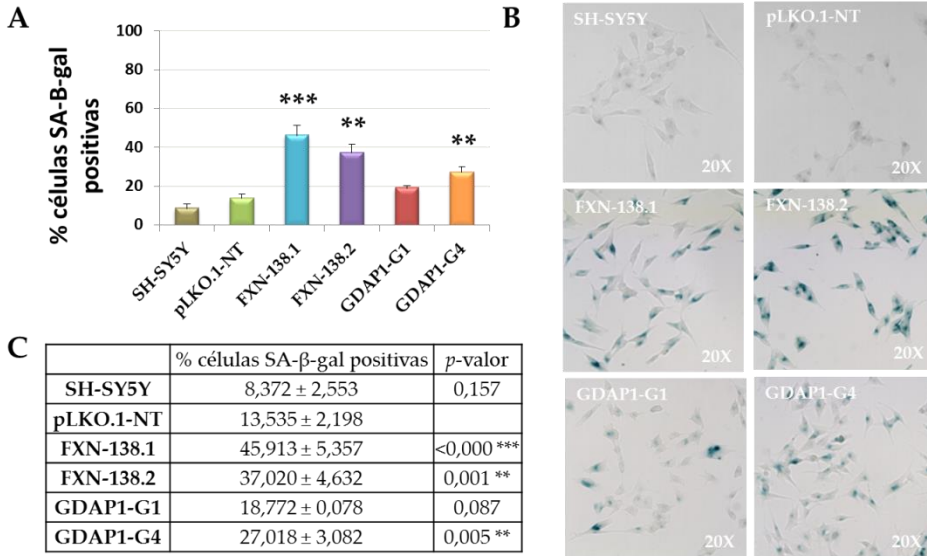 A
% células SA-B-gal
positivas
100
80
60
40
20
0
***
**
**
SH-SY5Y
pLKO.1-NT
FXN-138.1
FXN-138.2
GDAP1-G1
GDAP1-G4
B
SH-SY5Y
20X
pLKO.1-NT
20X
FXN-138.1
20X
FXN-138.2
20X
GDAP1-G1
20X
GDAP1-G4
20X
C
% células SA-β-gal positivas p-valor
SH-SY5Y 8,372 ± 2,553 0,157
pLKO.1-NT 13,535 ± 2,198
FXN-138.1 45,913 ± 5,357 <0,000 ***
FXN-138.2 37,020 ± 4,632 0,001 **
GDAP1-G1 18,772 ± 0,078 0,087
GDAP1-G4 27,018 ± 3,082 0,005 **